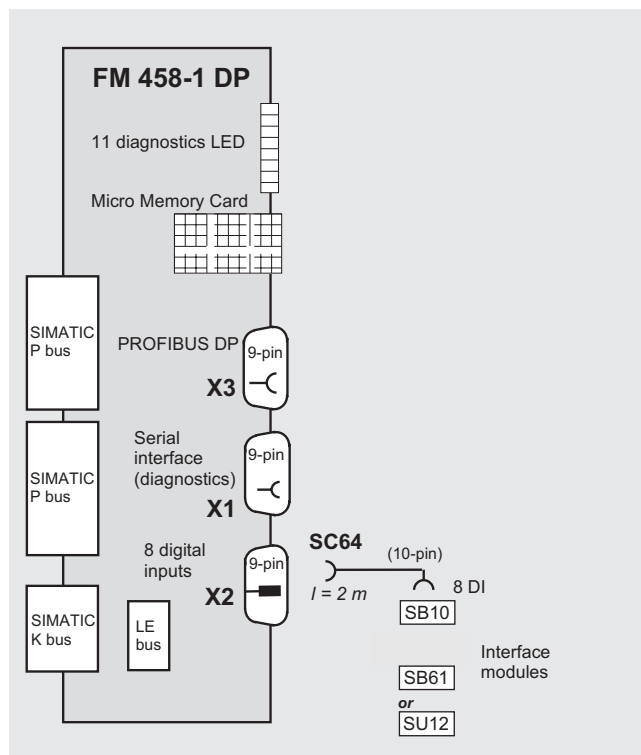 FM 458-1 DP
11 diagnostics LED
Micro Memory Card
SIMATIC
P bus
PROFIBUS DP
9-pin
X3
Serial
interface
(diagnostics)
9-pin
X1
SIMATIC
P bus
8 digital
inputs
9-pin
X2
SIMATIC
K bus
LE
bus
SC64
(10-pin)
l = 2 m
8 DI
SB10
Interface
modules
SB61
or
SU12